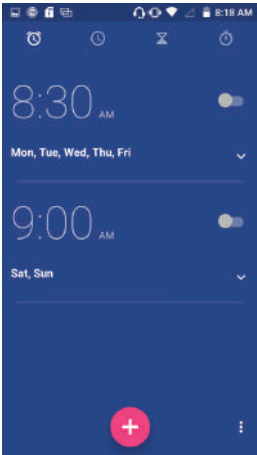 8:18 AM
8:30 AM
Mon, Tue, Wed, Thu, Fri
9:00 AM
Sat, Sun